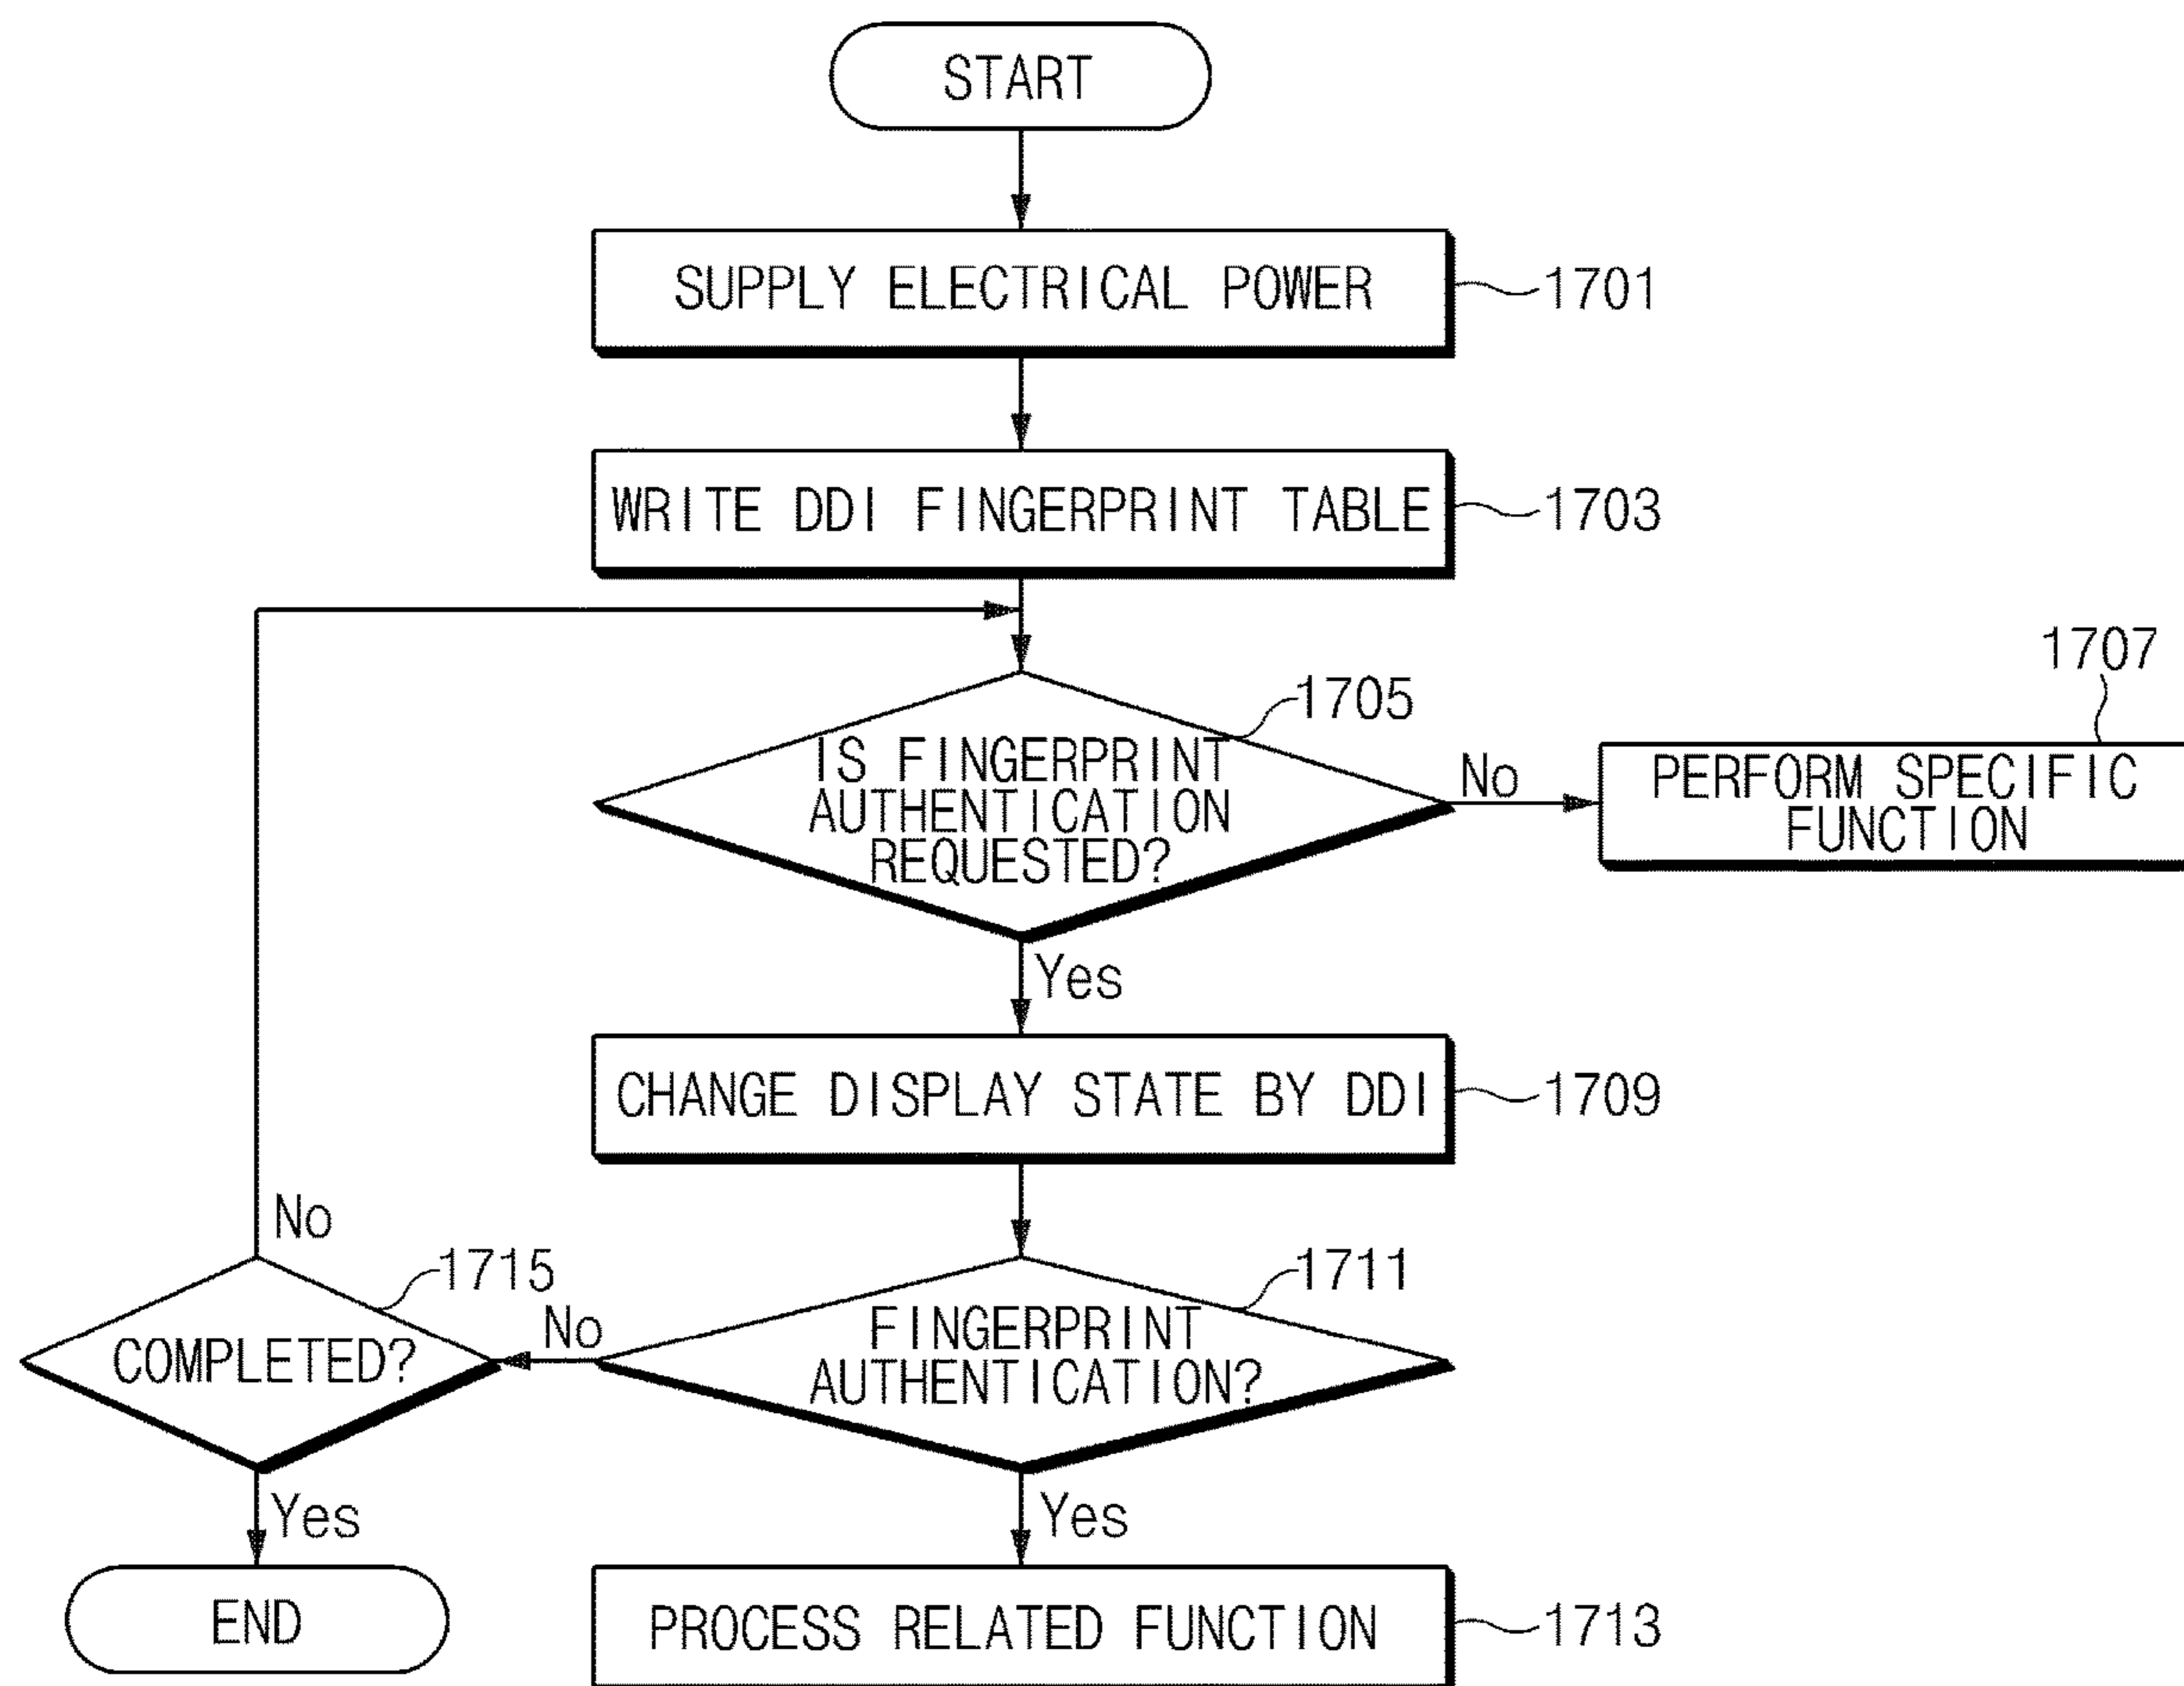 START
SUPPLY ELECTRICAL POWER
1701
WRITE DDI FINGERPRINT TABLE
1703
1705
IS FINGERPRINT
AUTHENTICATION
REQUESTED?
No
1707
PERFORM SPECIFIC
FUNCTION
Yes
CHANGE DISPLAY STATE BY DDI
1709
No
1715
COMPLETED?
No
1711
FINGERPRINT
AUTHENTICATION?
Yes
Yes
END
PROCESS RELATED FUNCTION
1713